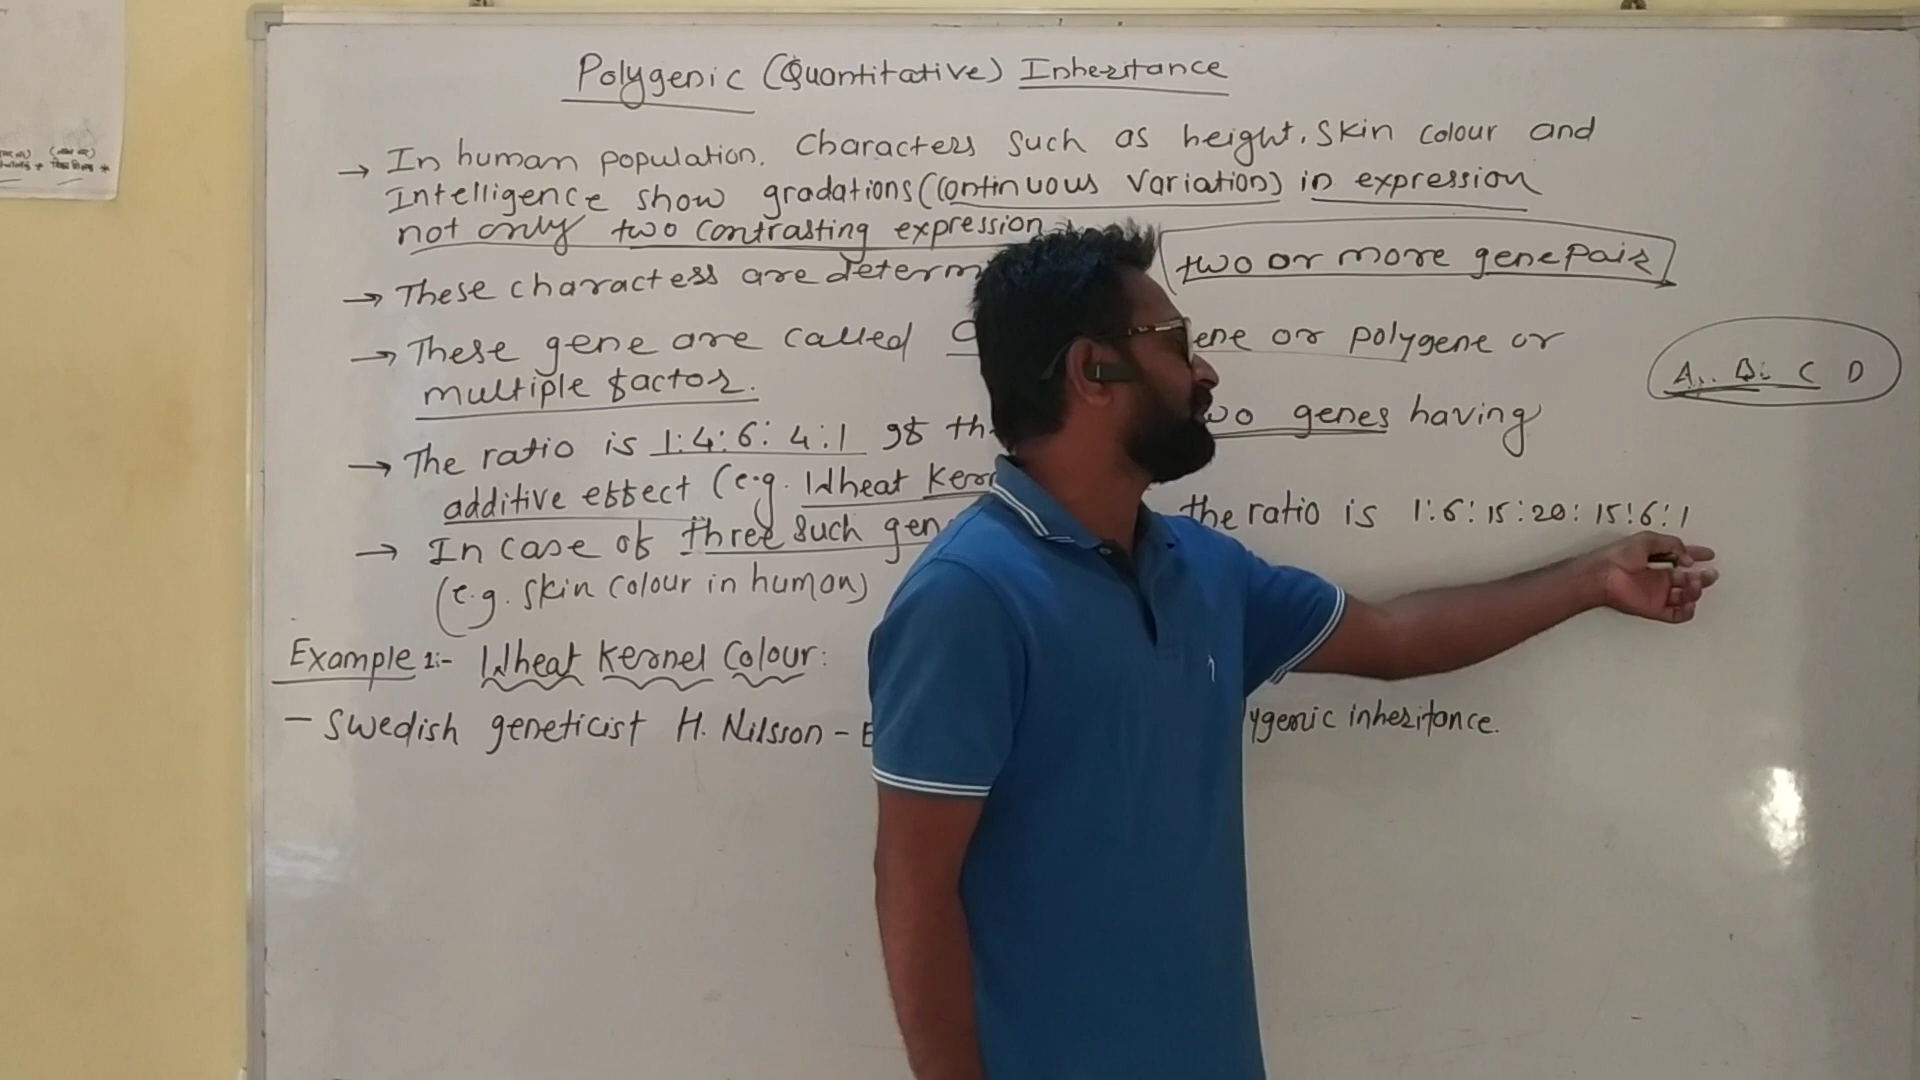 Polygenic (Quantitative) Inheritance
→ In human population. Characters such as height, skin colour and
Intelligence show gradations (continuous variation) in expression
not only two contrasting expression
→ These characters are determ two or more gene pair
→ These gene are called C ene or polygene or
multiple factor.
A B C D
→ The ratio is 1:4:6:4:1 If th wo genes having
additive effect (e.g. Wheat Kern
→ In case of three such gen the ratio is 1:6:15:20:15:6:1
(e.g. skin colour in human)
Example 1:- Wheat Kernel Colour:
- Swedish geneticist H. Nilsson - E ygenic inheritance.